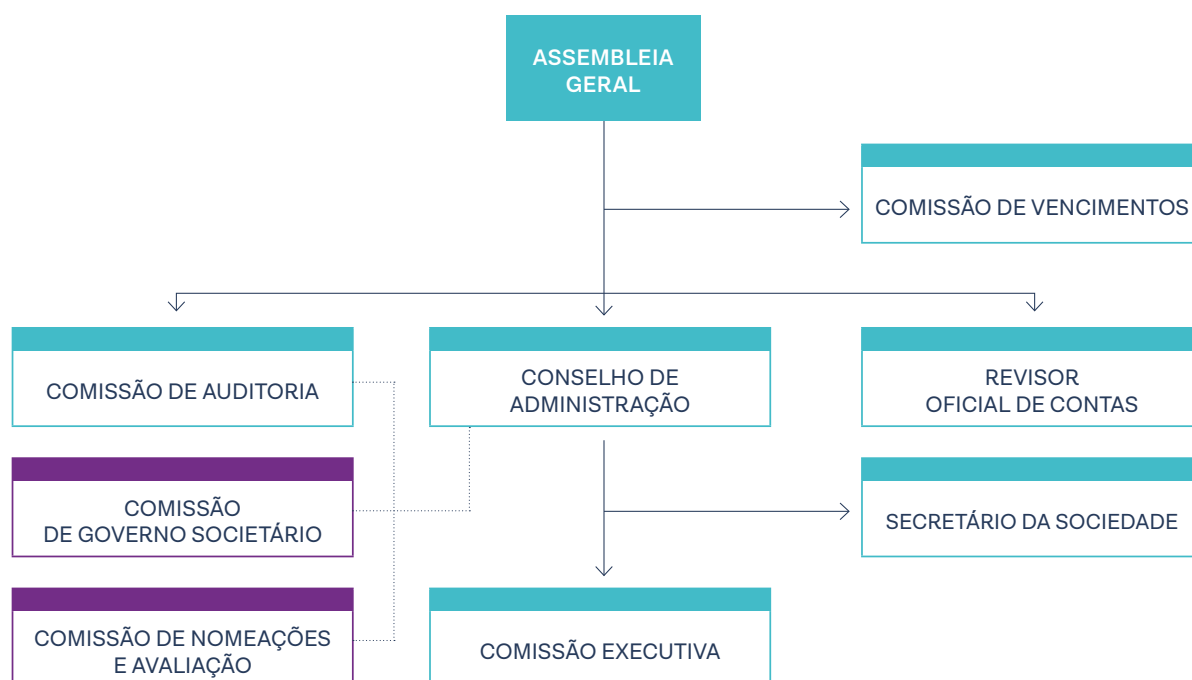 ASSEMBLEIA
GERAL
COMISSÃO DE VENCIMENTOS
COMISSÃO DE AUDITORIA
CONSELHO DE
ADMINISTRAÇÃO
REVISOR
OFICIAL DE CONTAS
COMISSÃO
DE GOVERNO SOCIETÁRIO
SECRETÁRIO DA SOCIEDADE
COMISSÃO DE NOMEAÇÕES
E AVALIAÇÃO
COMISSÃO EXECUTIVA